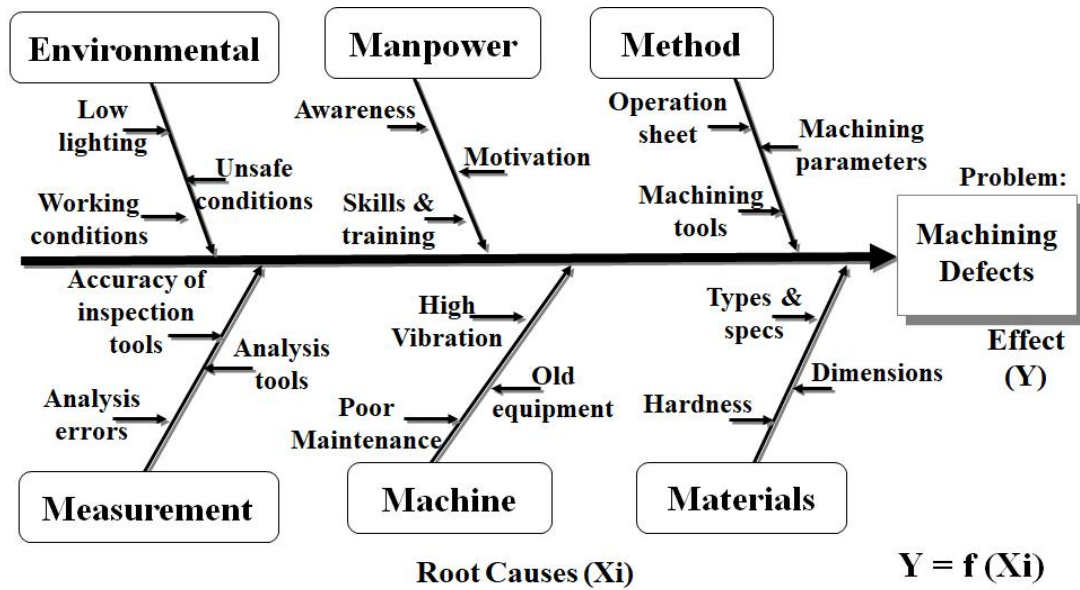 Environmental
Manpower
Method
Low
lighting
Unsafe
conditions
Working
conditions
Awareness
Motivation
Skills &
training
Operation
sheet
Machining
parameters
Machining
tools
Problem:
Machining
Defects
Effect
(Y)
Accuracy of
inspection
tools
Analysis
tools
Analysis
errors
High
Vibration
Old
equipment
Poor
Maintenance
Types &
specs
Dimensions
Hardness
Measurement
Machine
Materials
Root Causes (Xi)
Y = f (Xi)